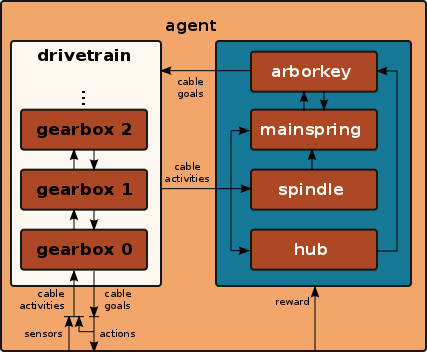 agent
drivetrain
⋮
gearbox 2
gearbox 1
gearbox 0
cable
activities
cable
goals
sensors
actions
cable
goals
cable
activities
arborkey
mainspring
spindle
hub
reward